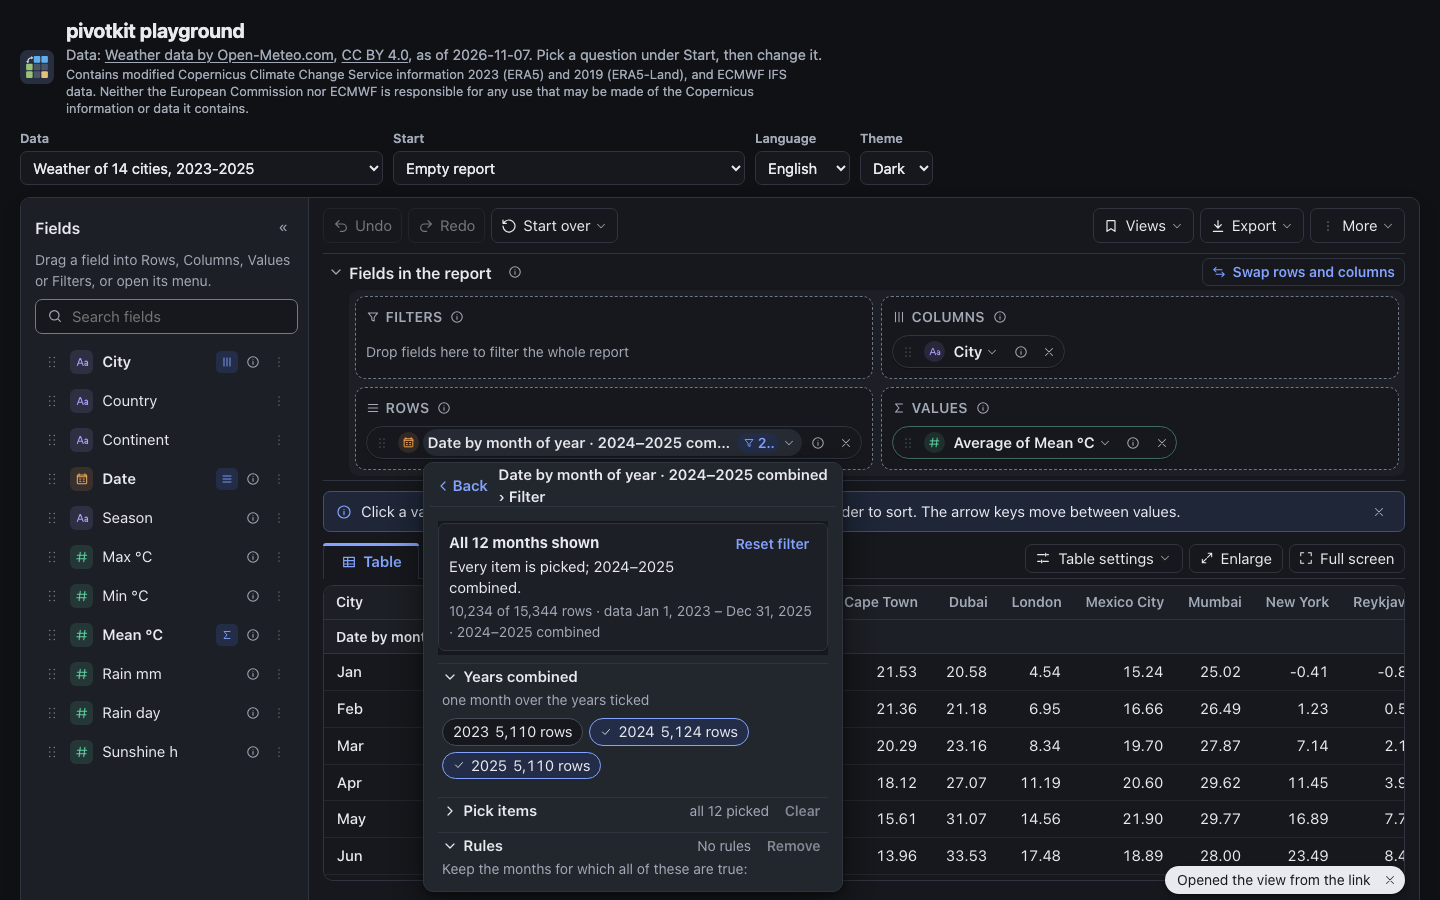 pivotkit playground
Data: Weather data by Open-Meteo.com, CC BY 4.0, as of 2026-11-07. Pick a question under Start, then change it.
Contains modified Copernicus Climate Change Service information 2023 (ERA5) and 2019 (ERA5-Land), and ECMWF IFS
data. Neither the European Commission nor ECMWF is responsible for any use that may be made of the Copernicus
information or data it contains.
Data Start Language Theme
Weather of 14 cities, 2023-2025 Empty report English Dark
Fields «
Drag a field into Rows, Columns, Values
or Filters, or open its menu.
Search fields
Aa City
Aa Country
Aa Continent
Date
Aa Season
# Max °C
# Min °C
# Mean °C Σ
# Rain mm
# Rain day
# Sunshine h
Undo Redo Start over Views Export More
Fields in the report Swap rows and columns
FILTERS
Drop fields here to filter the whole report
COLUMNS
Aa City
ROWS
Date by month of year · 2024–2025 com... 2..
Σ VALUES
# Average of Mean °C
Click a va
der to sort. The arrow keys move between values.
Back Date by month of year · 2024–2025 combined
› Filter
All 12 months shown Reset filter
Every item is picked; 2024–2025
combined.
10,234 of 15,344 rows · data Jan 1, 2023 – Dec 31, 2025
· 2024–2025 combined
Years combined
one month over the years ticked
2023 5,110 rows 2024 5,124 rows
2025 5,110 rows
Pick items all 12 picked Clear
Rules No rules Remove
Keep the months for which all of these are true:
Table Table settings Enlarge Full screen
City Cape Town Dubai London Mexico City Mumbai New York Reykjav
Date by mont
Jan 21.53 20.58 4.54 15.24 25.02 -0.41 -0.8
Feb 21.36 21.18 6.95 16.66 26.49 1.23 0.5
Mar 20.29 23.16 8.34 19.70 27.87 7.14 2.1
Apr 18.12 27.07 11.19 20.60 29.62 11.45 3.9
May 15.61 31.07 14.56 21.90 29.77 16.89 7.7
Jun 13.96 33.53 17.48 18.89 28.00 23.49 8.4
Opened the view from the link